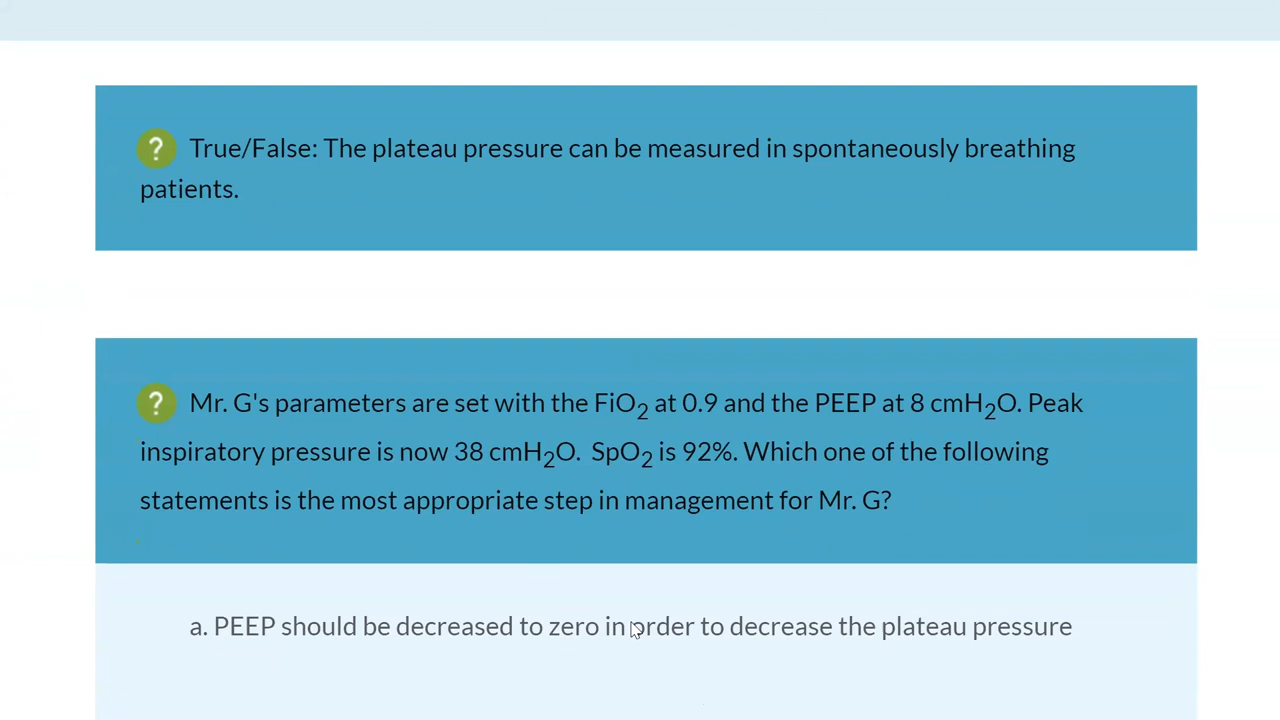 ? True/False: The plateau pressure can be measured in spontaneously breathing
patients.
? Mr. G's parameters are set with the FiO₂ at 0.9 and the PEEP at 8 cmH₂O. Peak
inspiratory pressure is now 38 cmH₂O. SpO₂ is 92%. Which one of the following
statements is the most appropriate step in management for Mr. G?
a. PEEP should be decreased to zero in order to decrease the plateau pressure